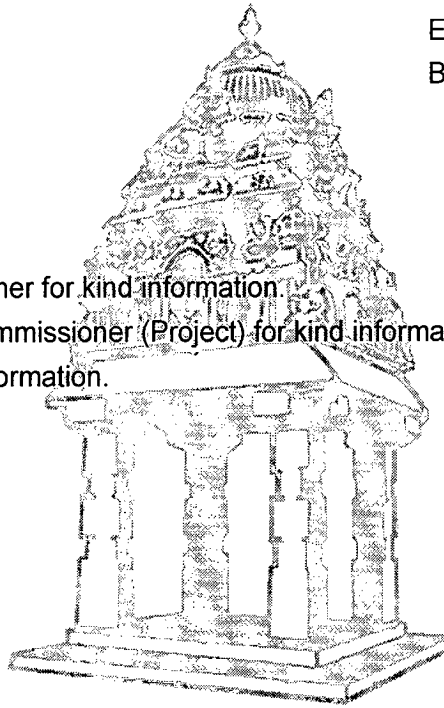 E
B
ner for kind information.
mmissioner (Project) for kind informa
ormation.